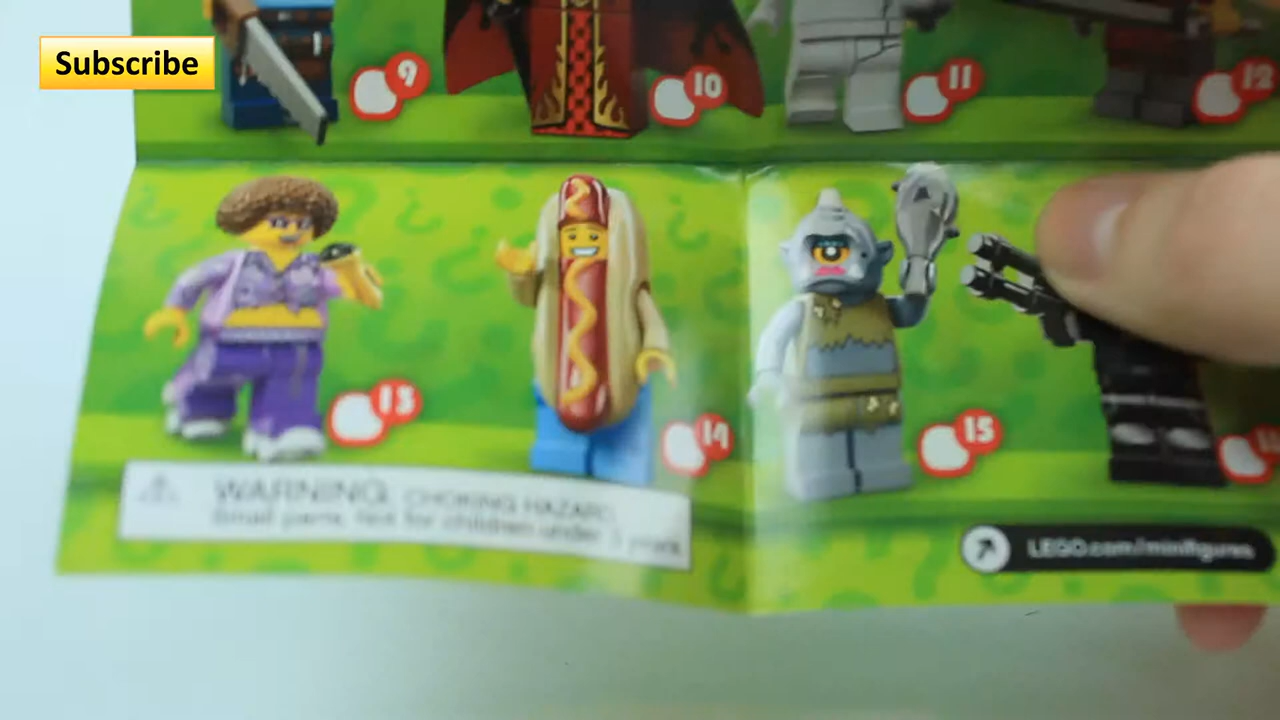 Subscribe
9
10
11
12
13
14
15
WARNING. CHOKING HAZARD.
Small parts. Not for children under 3 years.
LEGO.com/minifigures